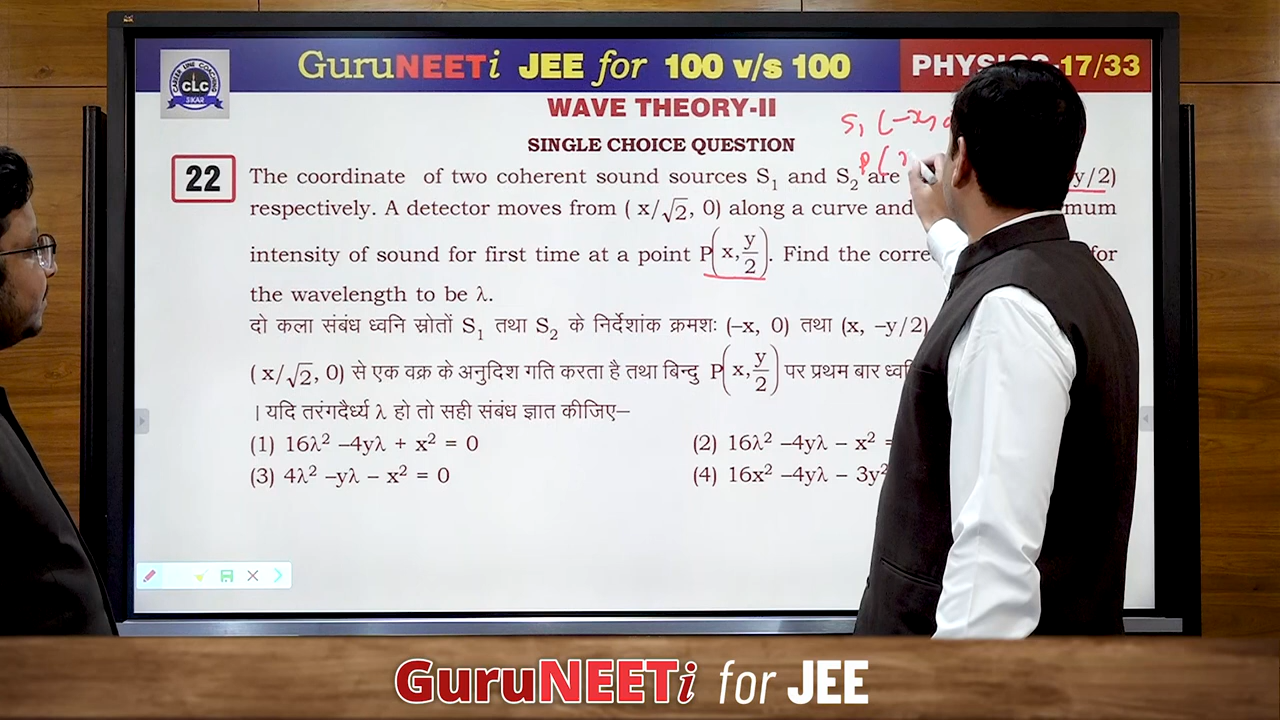 GuruNEETi JEE for 100 v/s 100 PHYSICS 17/33
CLC
SIKAR
WAVE THEORY-II
S₁ (-x,
SINGLE CHOICE QUESTION
P(x
22 The coordinate of two coherent sound sources S₁ and S₂ are y/2)
respectively. A detector moves from ( x/√2, 0) along a curve and
intensity of sound for first time at a point P(x, y/2). Find the for
the wavelength to be λ.
दो कला संबंध ध्वनि स्रोतों S₁ तथा S₂ के निर्देशांक क्रमशः (–x, 0) तथा (x, –y/2)
( x/√2, 0) से एक वक्र के अनुदिश गति करता है तथा बिन्दु P(x, y/2) पर प्रथम बार
। यदि तरंगदैर्ध्य λ हो तो सही संबंध ज्ञात कीजिए–
(1) 16λ² –4yλ + x² = 0 (2) 16λ² –4yλ – x² =
(3) 4λ² –yλ – x² = 0 (4) 16x² –4yλ – 3y²
GuruNEETi for JEE